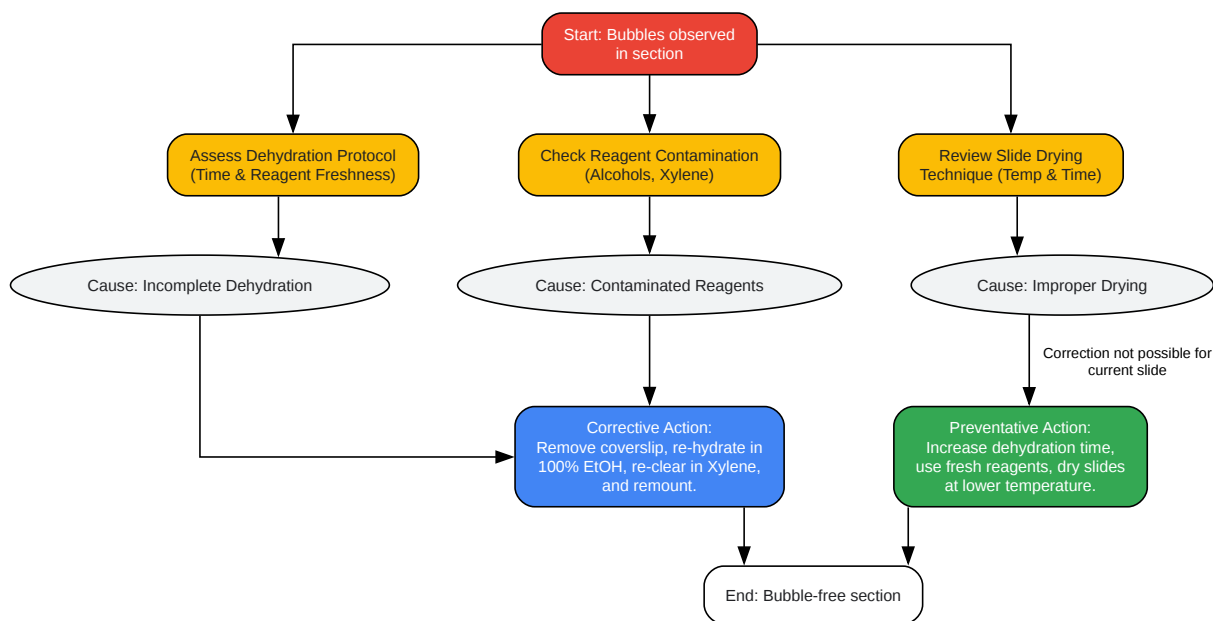 Start: Bubbles observed
in section
Assess Dehydration Protocol
(Time & Reagent Freshness)
Check Reagent Contamination
(Alcohols, Xylene)
Review Slide Drying
Technique (Temp & Time)
Cause: Incomplete Dehydration
Cause: Contaminated Reagents
Cause: Improper Drying
Correction not possible for
current slide
Corrective Action:
Remove coverslip, re-hydrate in
100% EtOH, re-clear in Xylene,
and remount.
Preventative Action:
Increase dehydration time,
use fresh reagents, dry slides
at lower temperature.
End: Bubble-free section